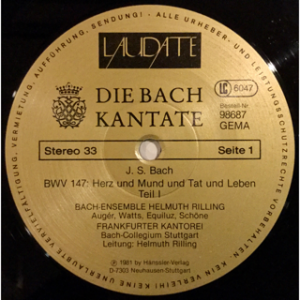 LAUDATE
DIE BACH
KANTATE
LC 6047
Bestell-Nr.
98687
GEMA
Stereo 33
Seite 1
J. S. Bach
BWV 147: Herz und Mund und Tat und Leben
Teil I
BACH-ENSEMBLE HELMUTH RILLING
Augér, Watts, Equiluz, Schöne
FRANKFURTER KANTOREI
Bach-Collegium Stuttgart
Leitung: Helmuth Rilling
Ⓟ 1981 by Hänssler-Verlag,
D-7303 Neuhausen-Stuttgart
ALLE URHEBER- UND LEISTUNGSSCHUTZRECHTE VORBEHALTEN · KEIN VERLEIH! KEINE UNERLAUBTE VERVIELFÄLTIGUNG, VERMIETUNG, AUFFÜHRUNG, SENDUNG!